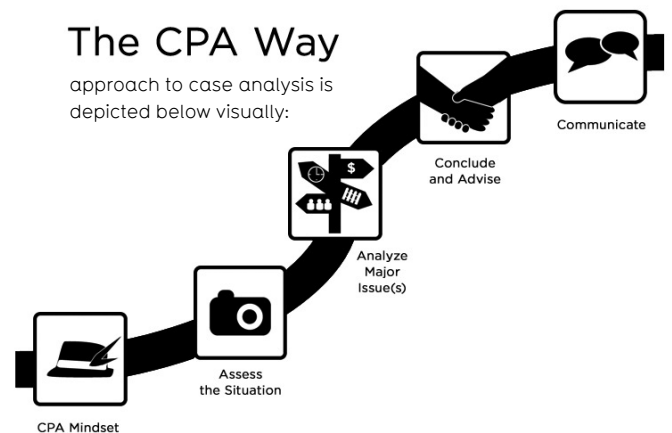 The CPA Way
approach to case analysis is
depicted below visually:
Communicate
Conclude
and Advise
$
Analyze
Major
Issue(s)
Assess
the Situation
CPA Mindset